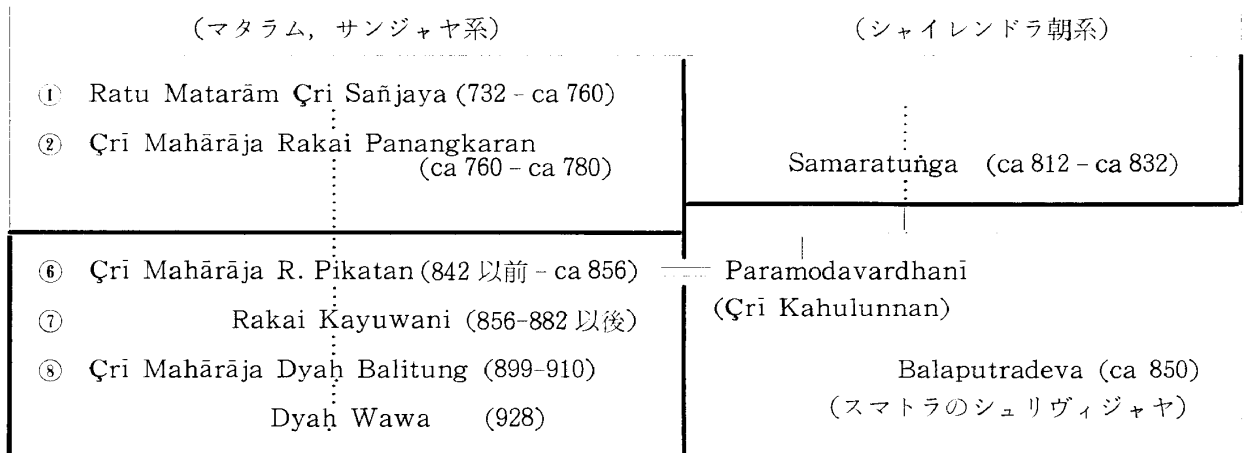 (マタラム, サンジャヤ系)
(シャイレンドラ朝系)
① Ratu Matarām Çri Sañjaya (732 - ca 760)
② Çrī Mahārāja Rakai Panangkaran
(ca 760 - ca 780)
Samaratuṅga (ca 812 - ca 832)
⑥ Çrī Mahārāja R. Pikatan (842 以前 - ca 856)
Paramodavardhanī
(Çrī Kahulunnan)
⑦ Rakai Kayuwani (856-882 以後)
⑧ Çrī Mahārāja Dyaḥ Balitung (899-910)
Dyaḥ Wawa (928)
Balaputradeva (ca 850)
(スマトラのシュリヴィジャヤ)